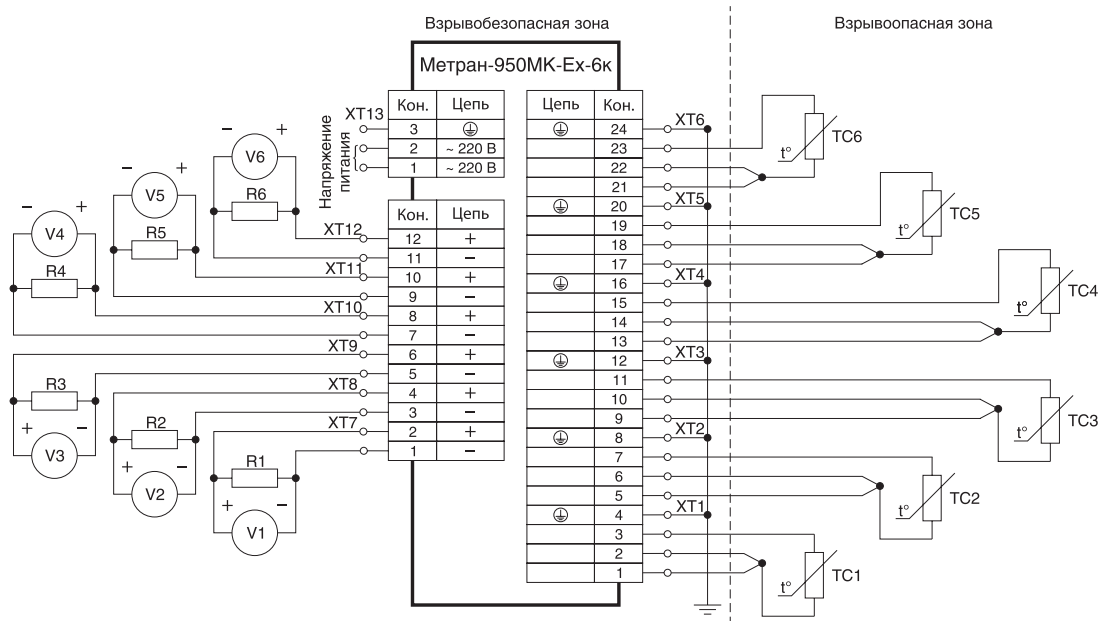 Взрывобезопасная зона
Взрывоопасная зона
Метран-950МК-Ех-6к
Напряжение
питания
XT13
Кон. Цепь
3
2 ~ 220 В
1 ~ 220 В
Кон. Цепь
12 +
11 −
10 +
9 −
8 +
7 −
6 +
5 −
4 +
3 −
2 +
1 −
XT12
XT11
XT10
XT9
XT8
XT7
Цепь Кон.
24
23
22
21
20
19
18
17
16
15
14
13
12
11
10
9
8
7
6
5
4
3
2
1
XT6
XT5
XT4
XT3
XT2
XT1
− +
V6
R6
− +
V5
R5
− +
V4
R4
R3
+ −
V3
R2
+ −
V2
R1
+ −
V1
t° TC6
t° TC5
t° TC4
t° TC3
t° TC2
t° TC1